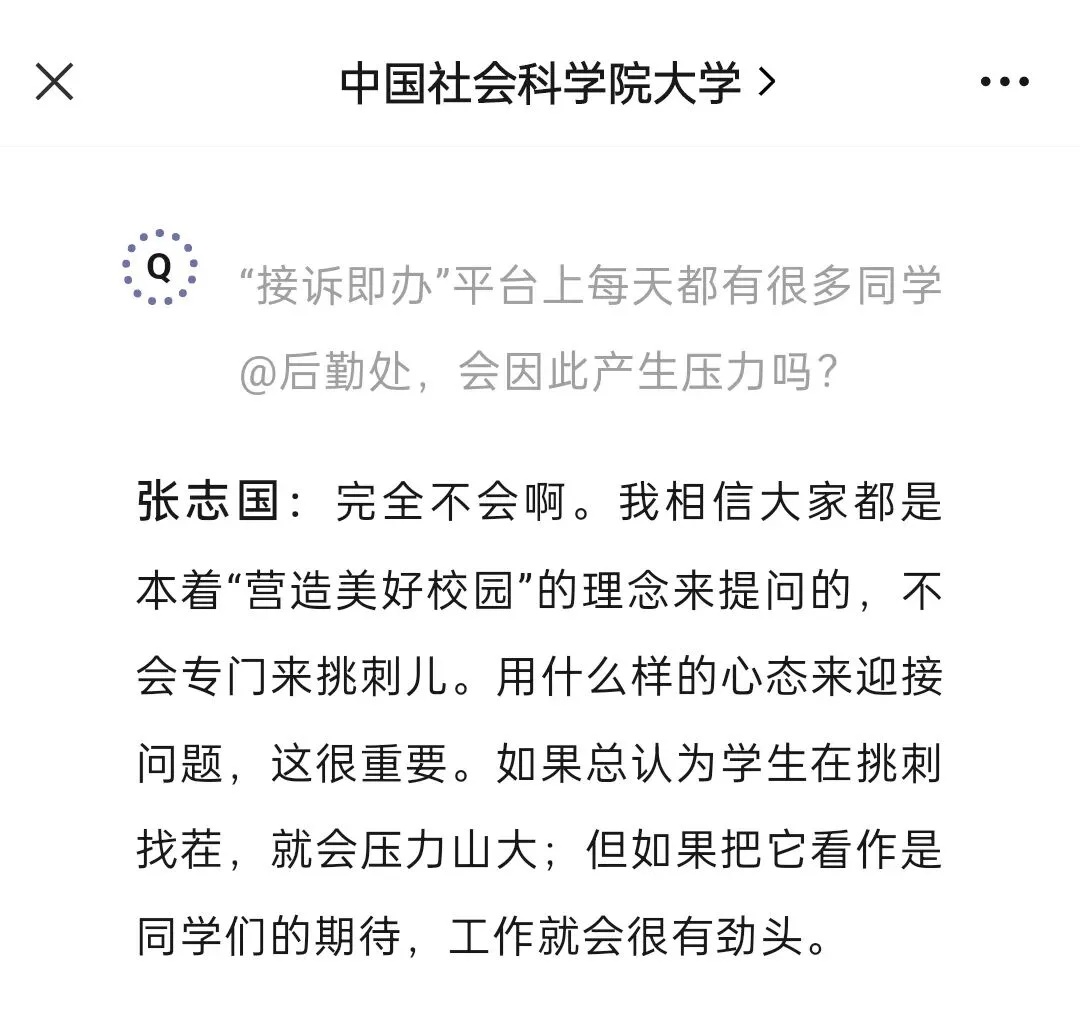 中国社会科学院大学
Q
“接诉即办”平台上每天都有很多同学
@后勤处，会因此产生压力吗？
张志国：完全不会啊。我相信大家都是
本着“营造美好校园”的理念来提问的，不
会专门来挑刺儿。用什么样的心态来迎接
问题，这很重要。如果总认为学生在挑刺
找茬，就会压力山大；但如果把它看作是
同学们的期待，工作就会很有劲头。